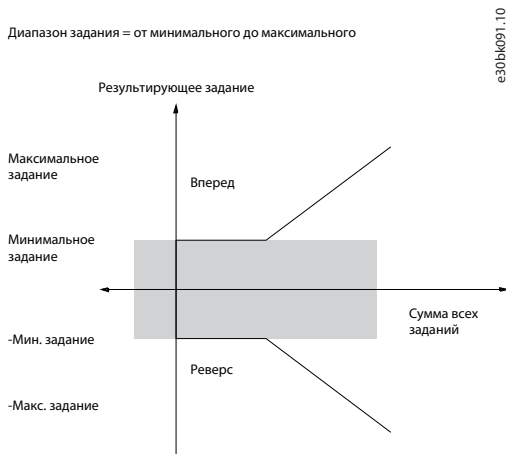 Диапазон задания = от минимального до максимального
e30bk091.10
Результирующее задание
Максимальное
задание
Вперед
Минимальное
задание
Сумма всех
заданий
-Мин. задание
Реверс
-Макс. задание